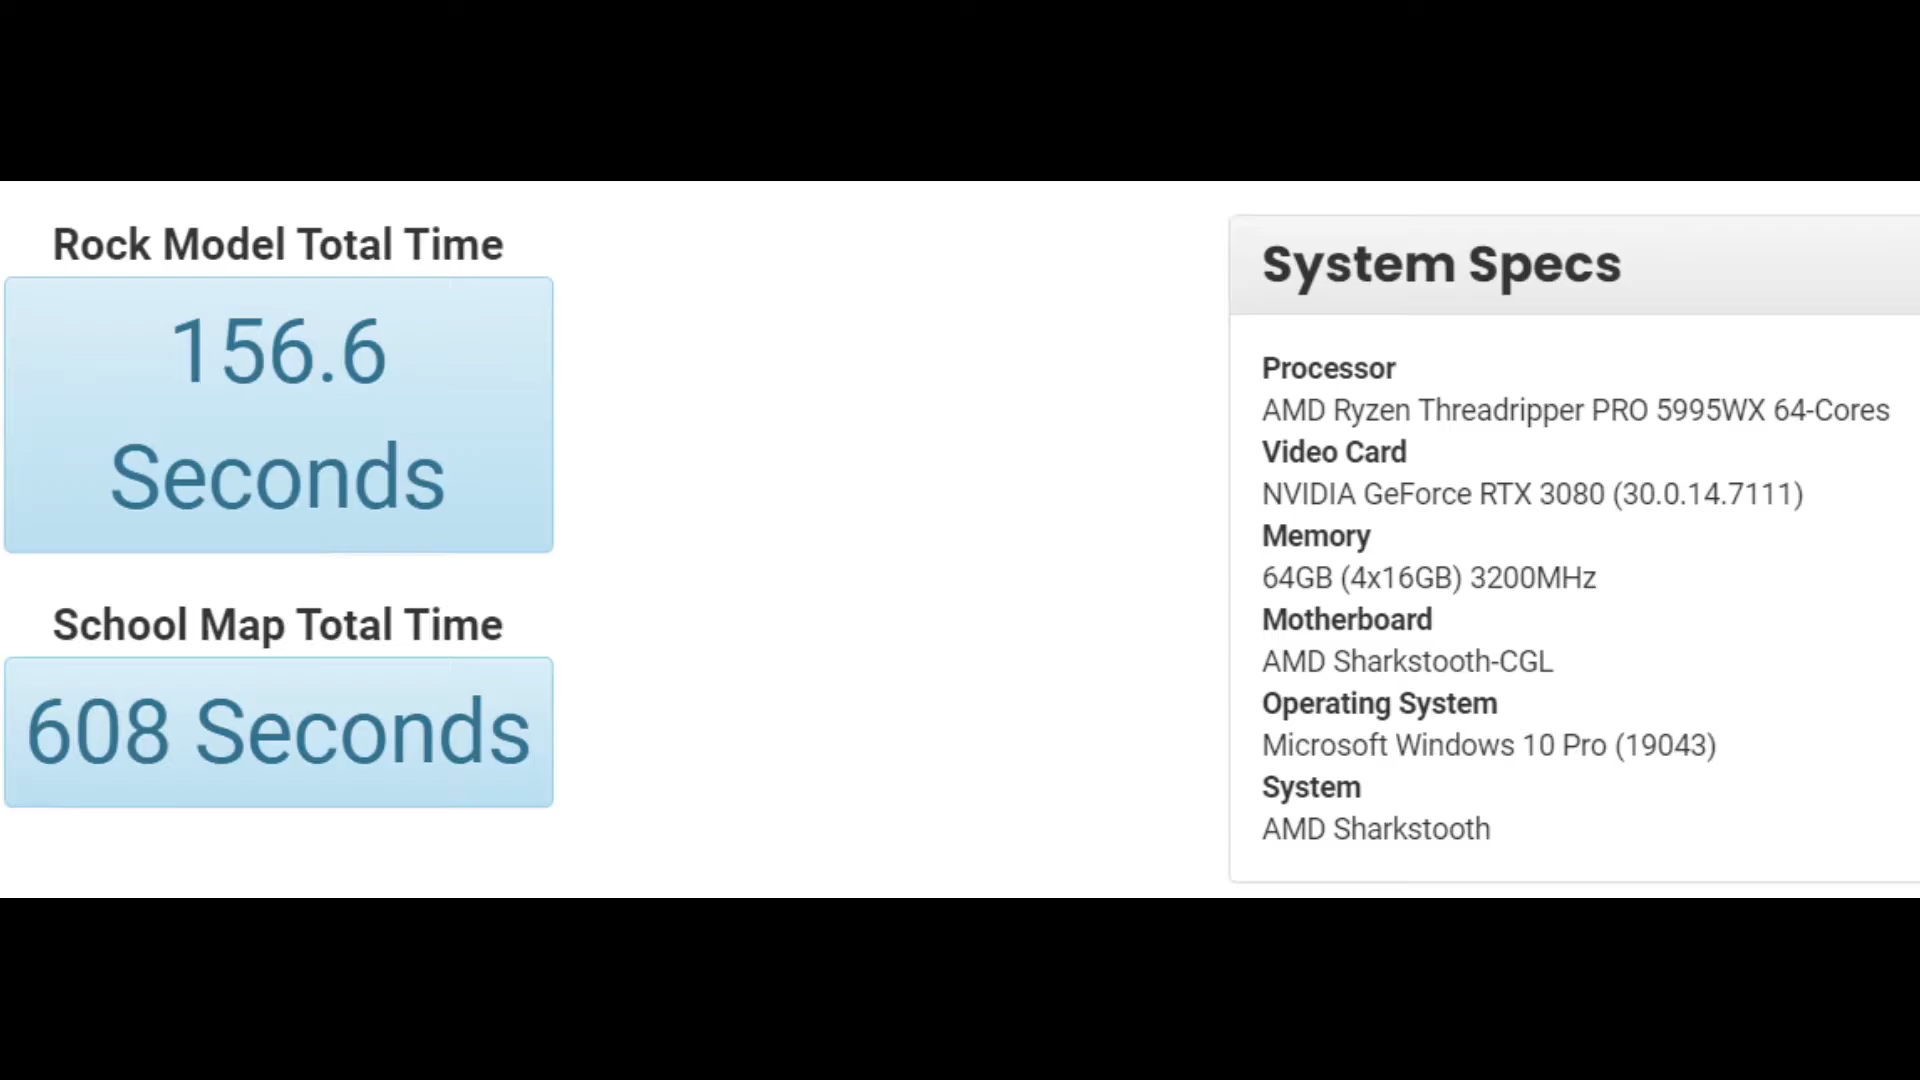 Rock Model Total Time
156.6
Seconds
School Map Total Time
608 Seconds
System Specs
Processor
AMD Ryzen Threadripper PRO 5995WX 64-Cores
Video Card
NVIDIA GeForce RTX 3080 (30.0.14.7111)
Memory
64GB (4x16GB) 3200MHz
Motherboard
AMD Sharkstooth-CGL
Operating System
Microsoft Windows 10 Pro (19043)
System
AMD Sharkstooth